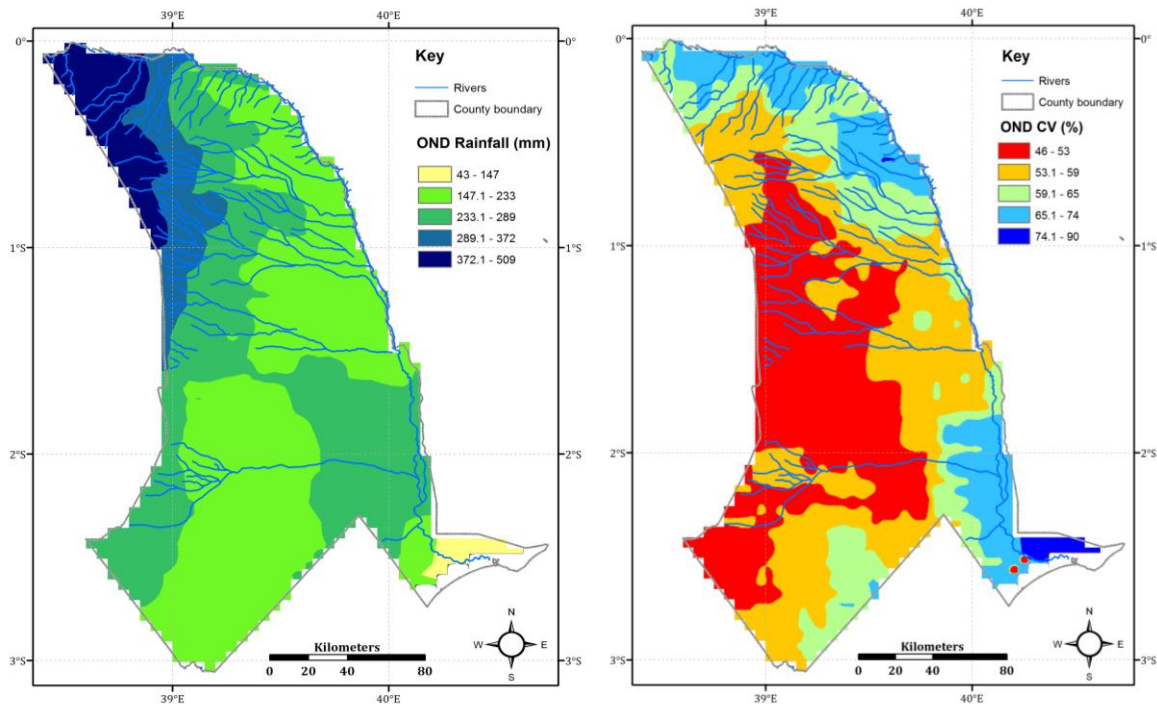 39°E 40°E
0° 0°
Key
Rivers
County boundary
OND Rainfall (mm)
43 - 147
147.1 - 233
233.1 - 289
289.1 - 372
372.1 - 509
1°S 1°S
2°S 2°S
3°S 3°S
N
W E
S
Kilometers
0 20 40 80
39°E 40°E
39°E 40°E
0° 0°
Key
Rivers
County boundary
OND CV (%)
46 - 53
53.1 - 59
59.1 - 65
65.1 - 74
74.1 - 90
1°S 1°S
2°S 2°S
3°S 3°S
N
W E
S
Kilometers
0 20 40 80
39°E 40°E